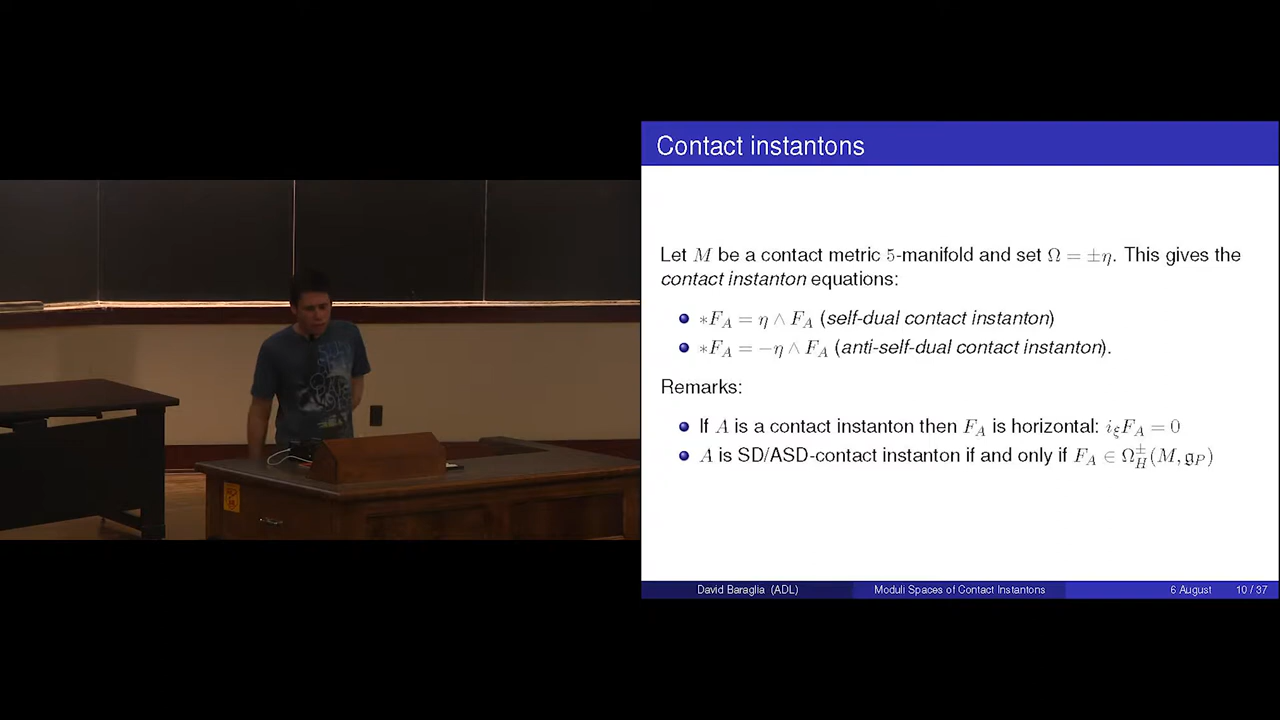 Contact instantons
Let M be a contact metric 5-manifold and set Ω = ±η. This gives the
contact instanton equations:
∗F_A = η ∧ F_A (self-dual contact instanton)
∗F_A = −η ∧ F_A (anti-self-dual contact instanton).
Remarks:
If A is a contact instanton then F_A is horizontal: i_ξ F_A = 0
A is SD/ASD-contact instanton if and only if F_A ∈ Ω_H^±(M, 𝔤_P)
David Baraglia (ADL) Moduli Spaces of Contact Instantons 6 August 10 / 37